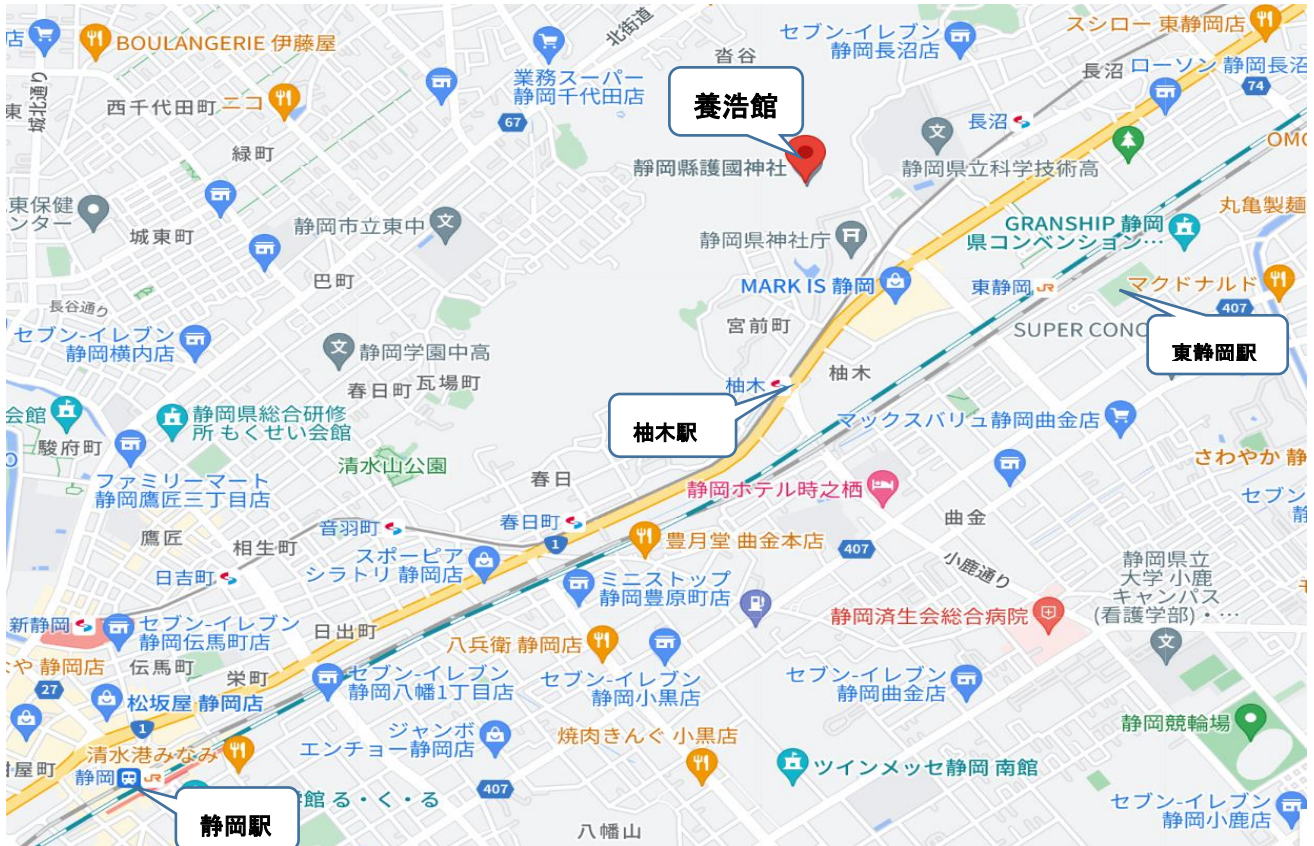 店
BOULANGERIE 伊藤屋
北街道
沓谷
セブン-イレブン
静岡長沼店
スシロー 東静岡店
業務スーパー
静岡千代田店
長沼
ローソン 静岡長沼
74
城北通り
東
西千代田町
ニコ
67
養浩館
長沼
緑町
靜岡縣護國神社
静岡県立科学技術高
OMO
東保健
ンター
静岡市立東中
丸亀製麺
城東町
静岡県神社庁
GRANSHIP 静岡
県コンベンション…
巴町
MARK IS 静岡
東静岡
JR
マクドナルド
長谷通り
407
セブン-イレブン
静岡横内店
宮前町
SUPER CONC
東静岡駅
静岡学園中高
瓦場町
春日町
柚木
柚木
会館
静岡県総合研修
所 もくせい会館
柚木駅
マックスバリュ静岡曲金店
駿府町
清水山公園
さわやか 静
ファミリーマート
静岡鷹匠三丁目店
春日
静岡ホテル時之栖
セブ
静
鷹匠
音羽町
春日町
曲金
相生町
1
豊月堂 曲金本店
407
小鹿通り
静岡県立
大学 小鹿
キャンパス
(看護学部)・…
スポーピア
シラトリ 静岡店
日吉町
ミニストップ
静岡豊原町店
静岡済生会総合病院
新静岡
セブン-イレブン
静岡伝馬町店
日出町
八兵衛 静岡店
や 静岡店
伝馬町
栄町
セブン-イレブン
静岡八幡1丁目店
セブン-イレブン
静岡小黒店
セブン-イレブン
静岡曲金店
27
松坂屋 静岡店
1
ジャンボ
エンチョー静岡店
焼肉きんぐ 小黒店
静岡競輪場
清水港みなみ
屋町
静岡
JR
ツインメッセ静岡 南館
407
館 る・く・る
静岡駅
八幡山
セブン-イレブン
静岡小鹿店